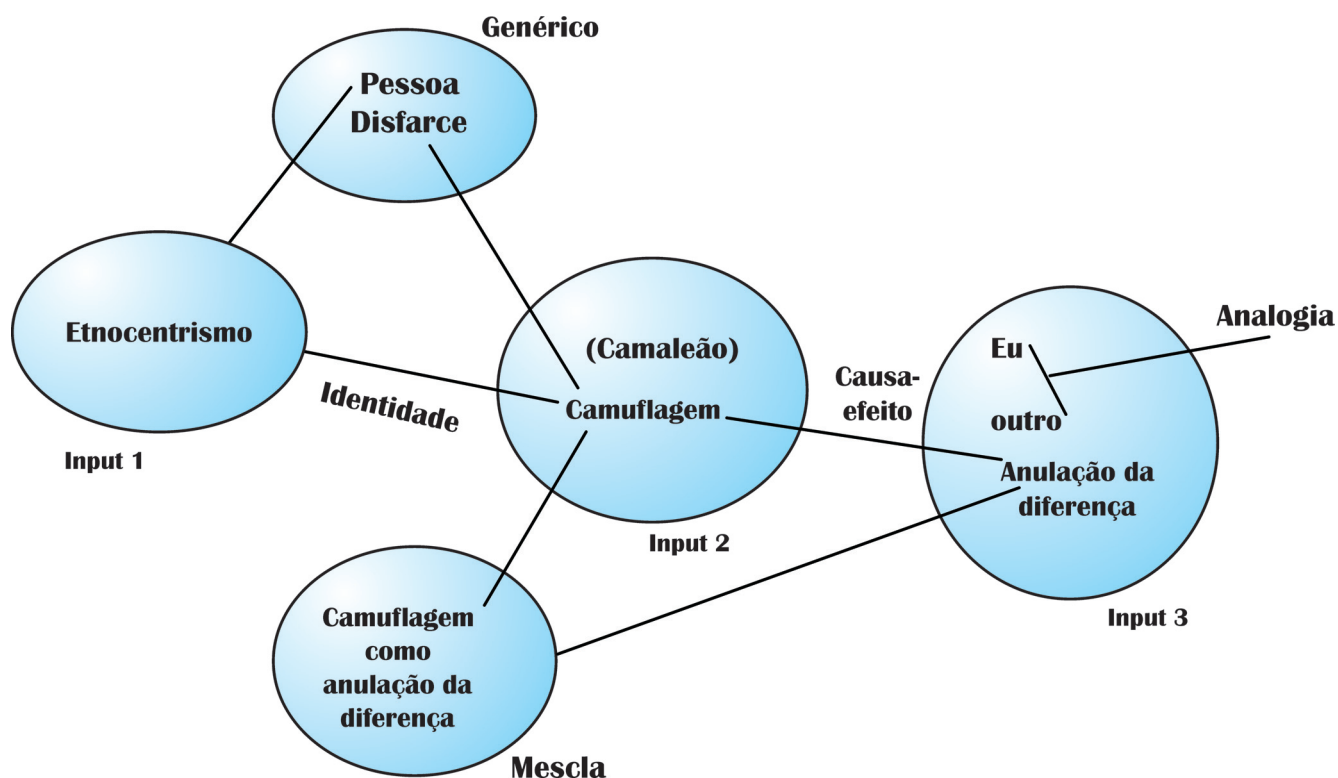 Genérico
Pessoa
Disfarce
Etnocentrismo
Input 1
Identidade
(Camaleão)
Camuflagem
Input 2
Causa-
efeito
Analogia
Eu
outro
Anulação da
diferença
Input 3
Camuflagem
como
anulação da
diferença
Mescla